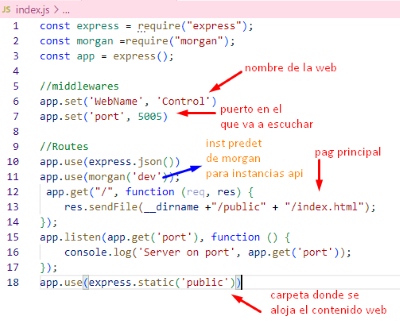 JS index.js > ...
1 const express = require("express");
2 const morgan =require("morgan");
3 const app = express();
4
5 //middlewares
6 app.set('WebName', 'Control')
7 app.set('port', 5005)
8
9 //Routes
10 app.use(express.json())
11 app.use(morgan('dev'));
12 app.get("/", function (req, res) {
13 res.sendFile(__dirname +"/public" + "/index.html");
14 });
15 app.listen(app.get('port'), function () {
16 console.log('Server on port', app.get('port'));
17 });
18 app.use(express.static('public'))
nombre de la web
puerto en el
que va a escuchar
inst predet
de morgan
para instancias api
pag principal
carpeta donde se
aloja el contenido web